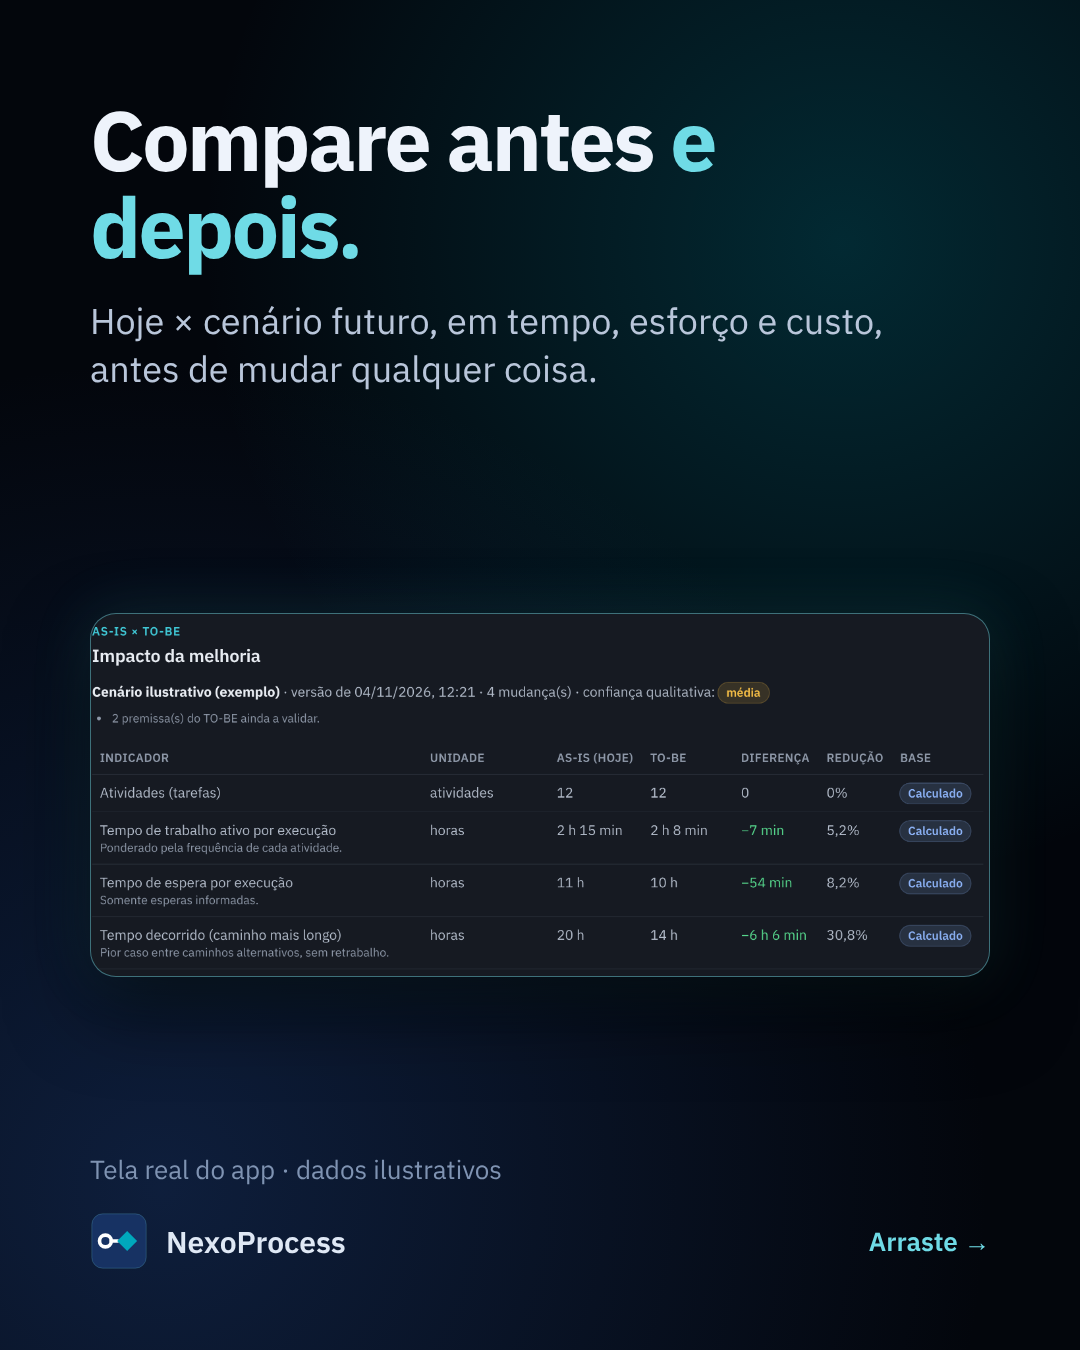 Compare antes e
depois.
Hoje × cenário futuro, em tempo, esforço e custo,
antes de mudar qualquer coisa.
AS-IS × TO-BE
Impacto da melhoria
Cenário ilustrativo (exemplo) · versão de 04/11/2026, 12:21 · 4 mudança(s) · confiança qualitativa: média
• 2 premissa(s) do TO-BE ainda a validar.
INDICADOR UNIDADE AS-IS (HOJE) TO-BE DIFERENÇA REDUÇÃO BASE
Atividades (tarefas) atividades 12 12 0 0% Calculado
Tempo de trabalho ativo por execução horas 2 h 15 min 2 h 8 min −7 min 5,2% Calculado
Ponderado pela frequência de cada atividade.
Tempo de espera por execução horas 11 h 10 h −54 min 8,2% Calculado
Somente esperas informadas.
Tempo decorrido (caminho mais longo) horas 20 h 14 h −6 h 6 min 30,8% Calculado
Pior caso entre caminhos alternativos, sem retrabalho.
Tela real do app · dados ilustrativos
NexoProcess
Arraste →